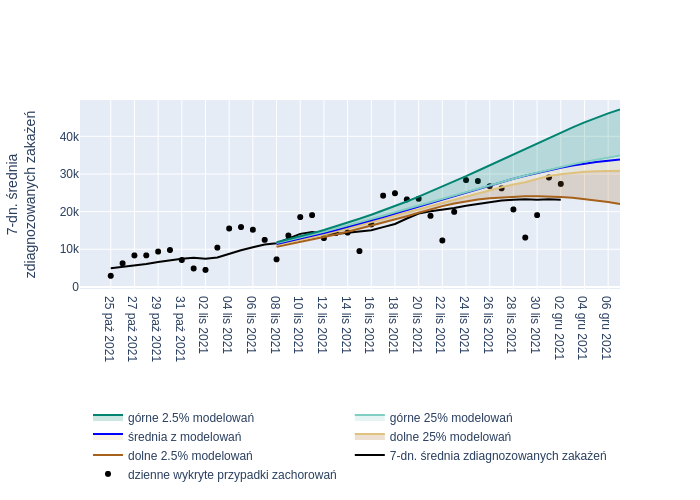 7-dn. średnia
zdiagnozowanych zakażeń
40k
30k
20k
10k
0
25 paź 2021
27 paź 2021
29 paź 2021
31 paź 2021
02 lis 2021
04 lis 2021
06 lis 2021
08 lis 2021
10 lis 2021
12 lis 2021
14 lis 2021
16 lis 2021
18 lis 2021
20 lis 2021
22 lis 2021
24 lis 2021
26 lis 2021
28 lis 2021
30 lis 2021
02 gru 2021
04 gru 2021
06 gru 2021
górne 2.5% modelowań
górne 25% modelowań
średnia z modelowań
dolne 25% modelowań
dolne 2.5% modelowań
7-dn. średnia zdiagnozowanych zakażeń
dzienne wykryte przypadki zachorowań